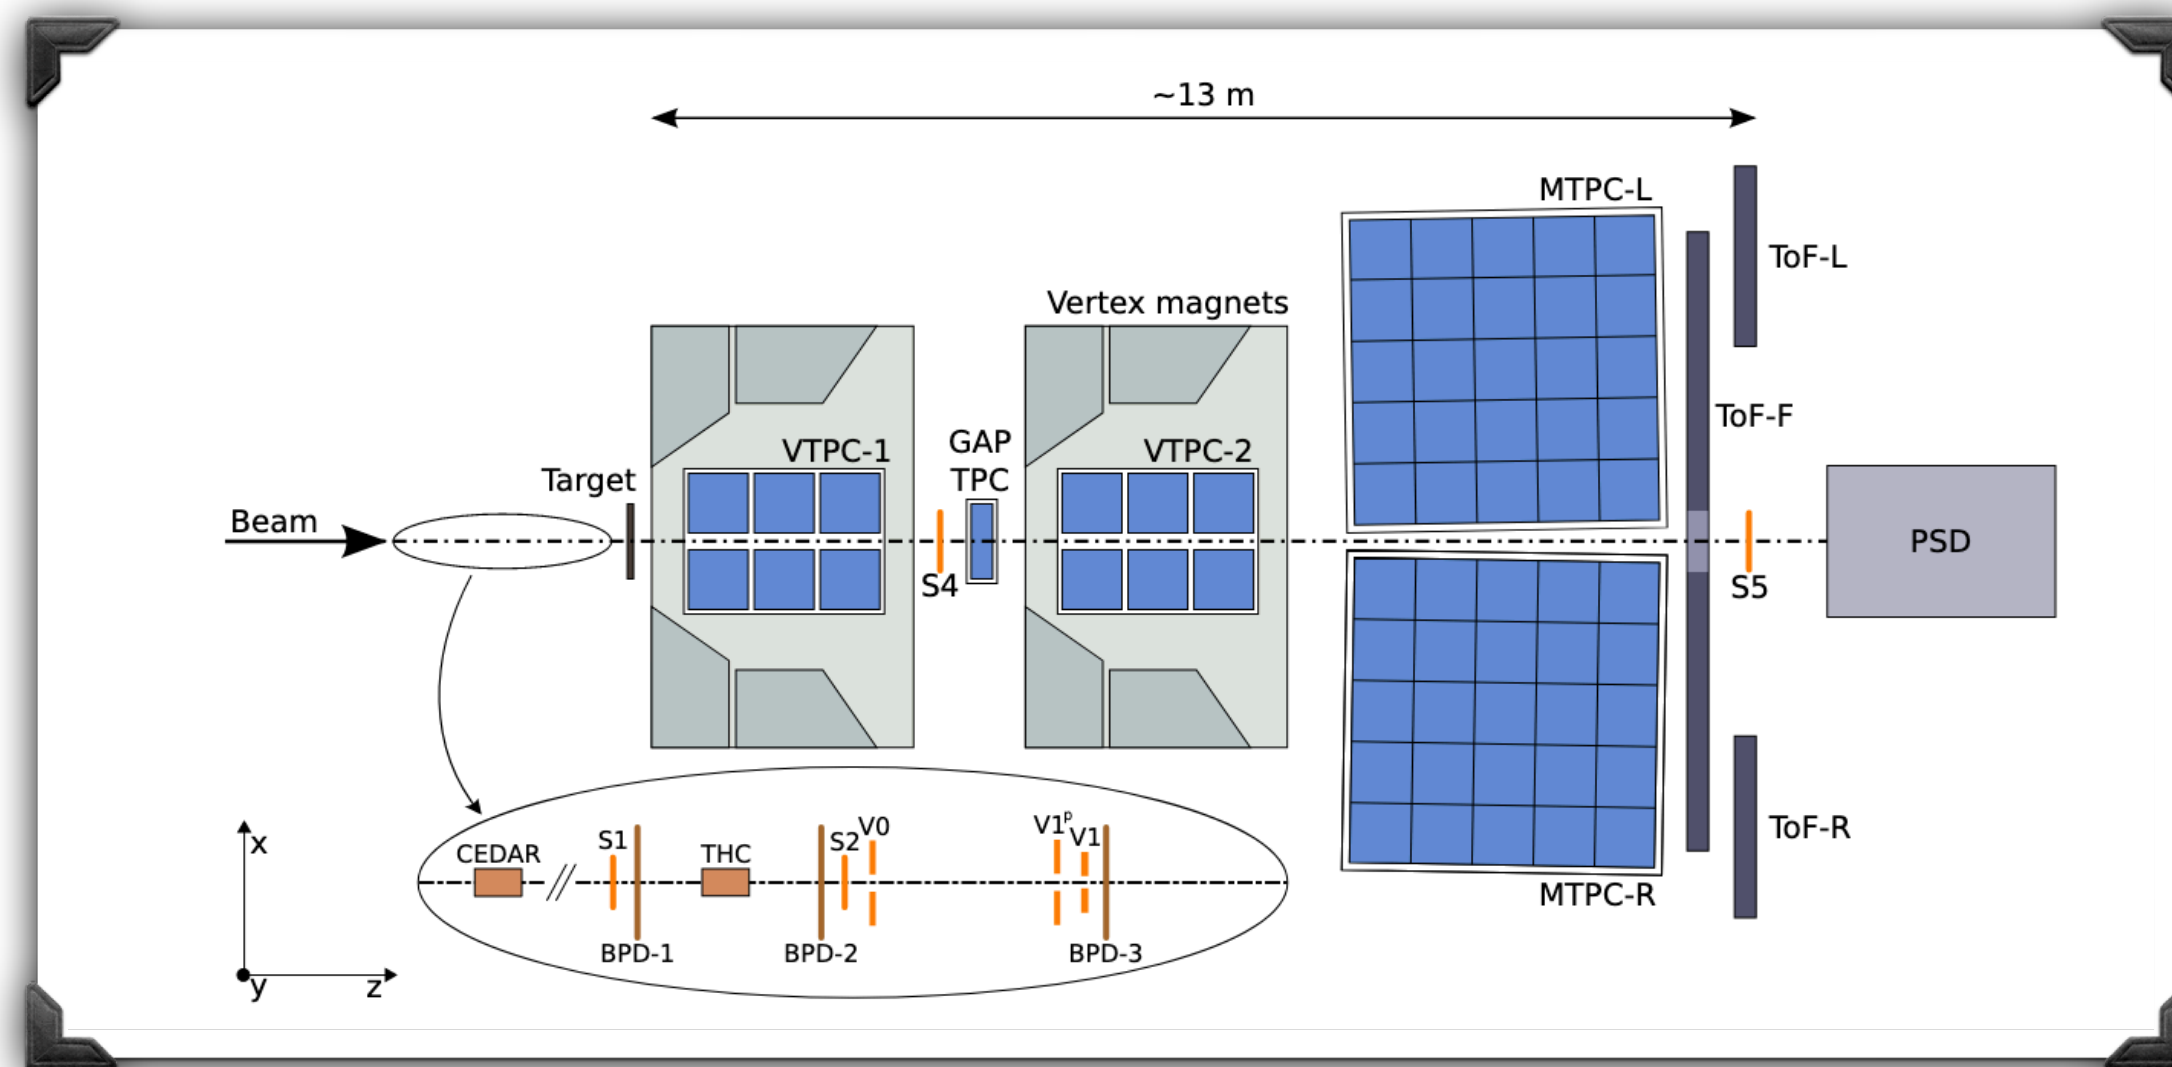 ~13 m
MTPC-L
ToF-L
Vertex magnets
ToF-F
VTPC-1
GAP
TPC
VTPC-2
Target
Beam
PSD
S4
S5
MTPC-R
ToF-R
x
y
z
CEDAR
S1
THC
S2
V0
V1p
V1
BPD-1
BPD-2
BPD-3